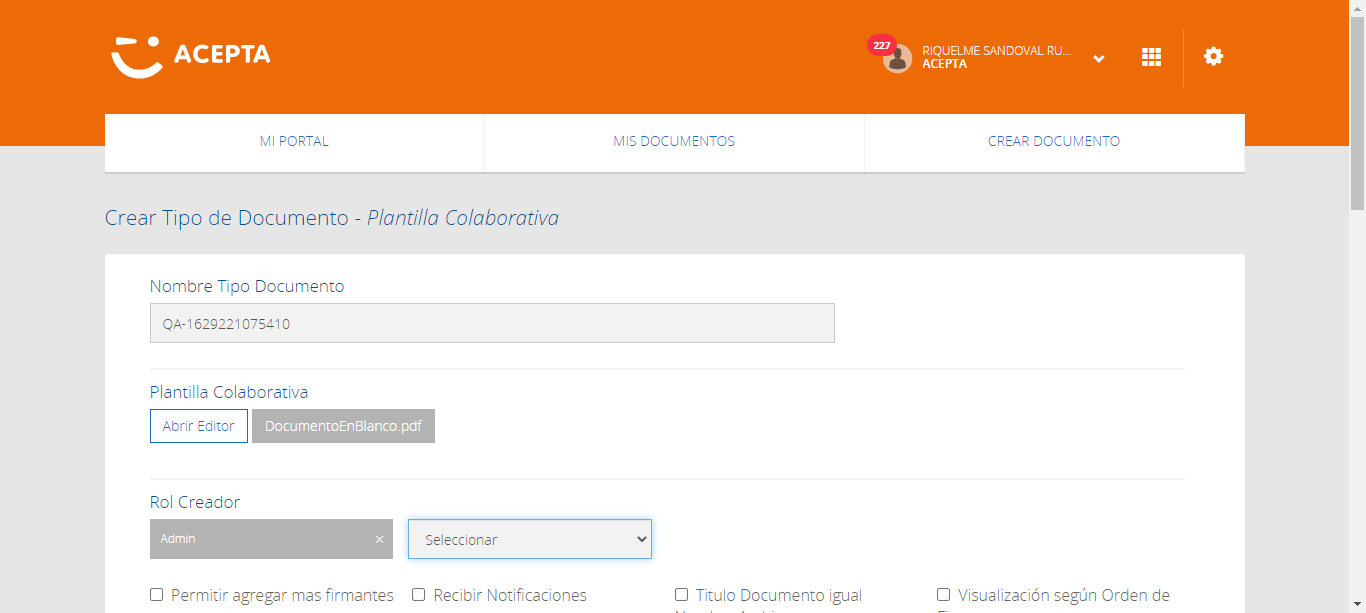 ACEPTA
227
RIQUELME SANDOVAL RU...
ACEPTA
MI PORTAL
MIS DOCUMENTOS
CREAR DOCUMENTO
Crear Tipo de Documento - Plantilla Colaborativa
Nombre Tipo Documento
QA-1629221075410
Plantilla Colaborativa
Abrir Editor
DocumentoEnBlanco.pdf
Rol Creador
Admin ×
Seleccionar
Permitir agregar mas firmantes
Recibir Notificaciones
Titulo Documento igual
Visualización según Orden de